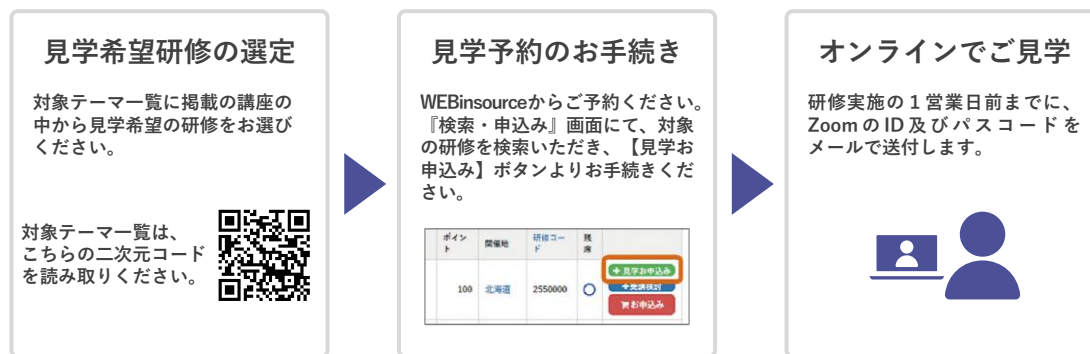 見学希望研修の選定
対象テーマ一覧に掲載の講座の
中から見学希望の研修をお選び
ください。
対象テーマ一覧は、
こちらの二次元コード
を読み取りください。
見学予約のお手続き
WEBinsourceからご予約ください。
『検索・申込み』画面にて、対象
の研修を検索いただき、【見学お
申込み】ボタンよりお手続きくだ
さい。
ポイン
ト
開催地
研修コー
ド
残
席
100 北海道 2550000 〇
+ 見学お申込み
+受講検討
お申込み
オンラインでご見学
研修実施の1営業日前までに、
ZoomのID及びパスコードを
メールで送付します。